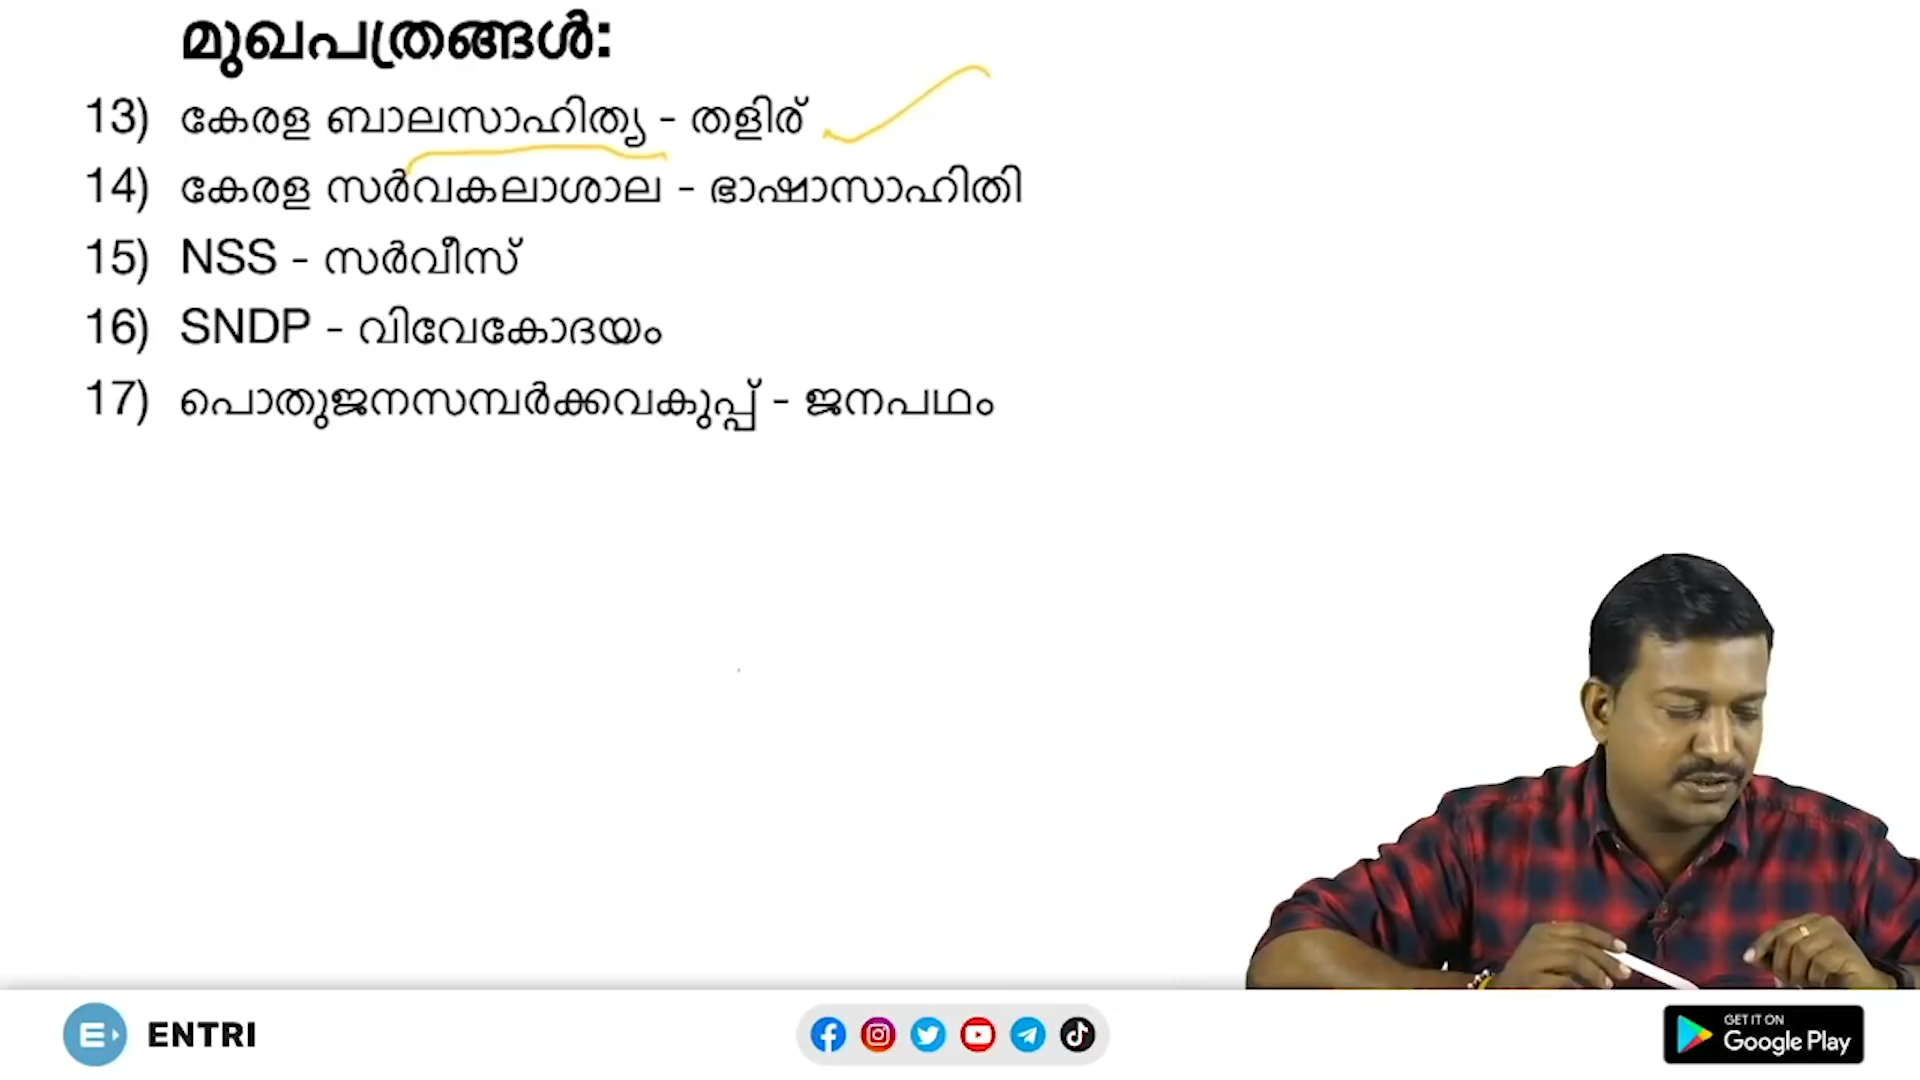 മുഖപത്രങ്ങൾ:
13) കേരള ബാലസാഹിത്യ - തളിര്
14) കേരള സർവകലാശാല - ഭാഷാസാഹിതി
15) NSS - സർവീസ്
16) SNDP - വിവേകോദയം
17) പൊതുജനസമ്പർക്കവകുപ്പ് - ജനപഥം
E ENTRI
GET IT ON
Google Play